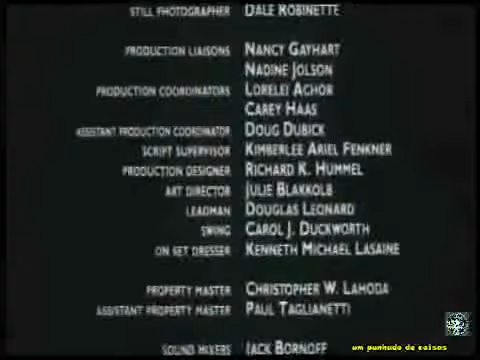 STILL PHOTOGRAPHER DALE ROBINETTE
PRODUCTION LIAISONS NANCY GAYHART
NADINE JOLSON
PRODUCTION COORDINATORS LORELEI ACHOR
CAREY HAAS
ASSISTANT PRODUCTION COORDINATOR DOUG DUBICK
SCRIPT SUPERVISOR KIMBERLEE ARIEL FENKNER
PRODUCTION DESIGNER RICHARD K. HUMMEL
ART DIRECTOR JULIE BLAKKOLB
LEADMAN DOUGLAS LEONARD
SWING CAROL J. DUCKWORTH
ON SET DRESSER KENNETH MICHAEL LASAINE
PROPERTY MASTER CHRISTOPHER W. LAHODA
ASSISTANT PROPERTY MASTER PAUL TAGLIANETTI
SOUND MIXERS JACK BORNOFF
um punhado de coisas